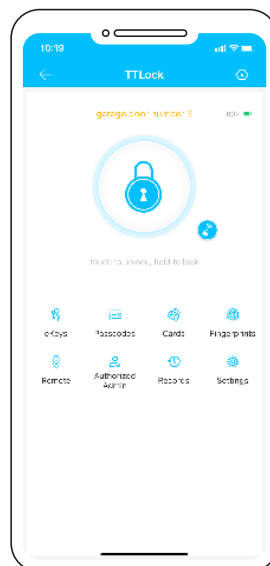 10:19
TTLock
garage door number 3
80%
touch to unlock, hold to lock
eKeys Passcodes Cards Fingerprints
Remote Authorized Admin Records Settings